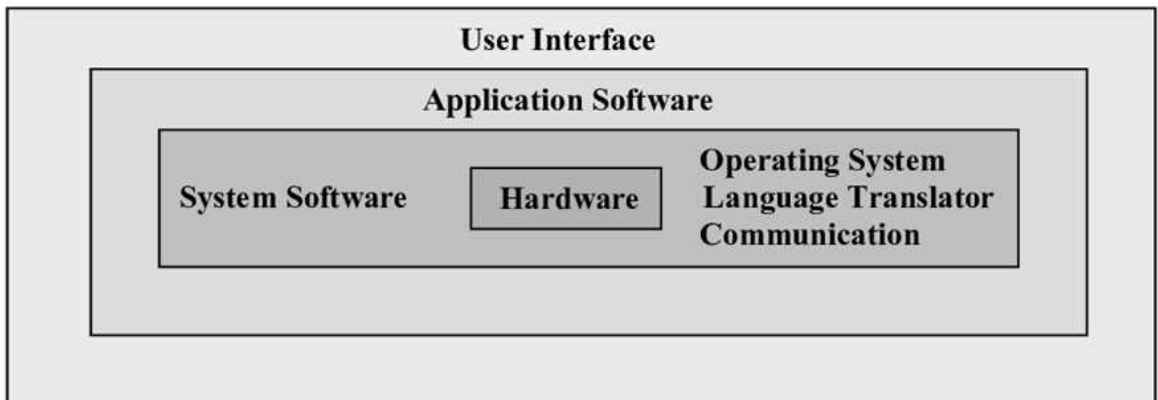 User Interface
Application Software
System Software
Hardware
Operating System
Language Translator
Communication